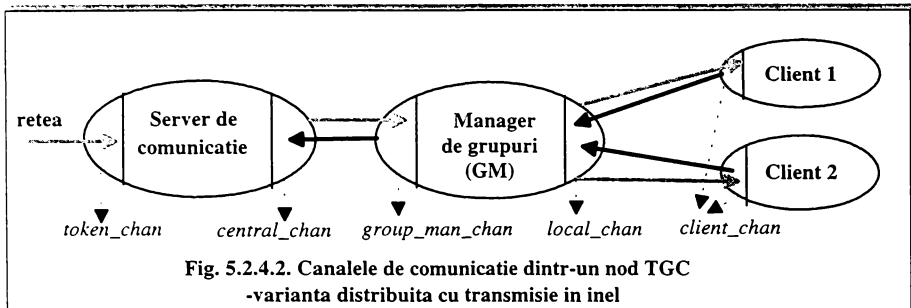 retea
Server de
comunicatie
Manager
de grupuri
(GM)
Client 1
Client 2
token_chan
central_chan
group_man_chan
local_chan
client_chan
Fig. 5.2.4.2. Canalele de comunicatie dintr-un nod TGC
-varianta distribuita cu transmisie in inel